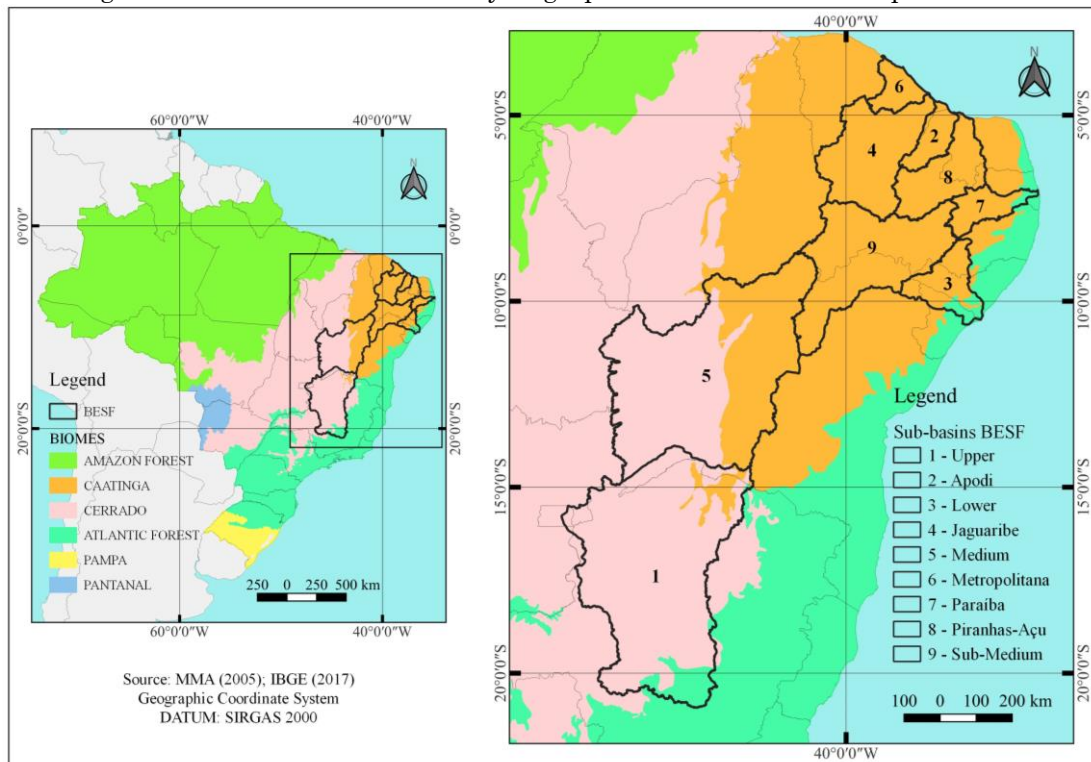 60°0'0"W
40°0'0"W
N
0°0'0"
20°0'0"S
Legend
BESF
BIOMES
AMAZON FOREST
CAATINGA
CERRADO
ATLANTIC FOREST
PAMPA
PANTANAL
0°0'0"
20°0'0"S
250 0 250 500 km
60°0'0"W
40°0'0"W
Source: MMA (2005); IBGE (2017)
Geographic Coordinate System
DATUM: SIRGAS 2000
40°0'0"W
N
5°0'0"S
10°0'0"S
15°0'0"S
20°0'0"S
6
2
4
8
7
9
3
5
1
5°0'0"S
10°0'0"S
15°0'0"S
20°0'0"S
Legend
Sub-basins BESF
1 - Upper
2 - Apodi
3 - Lower
4 - Jaguaribe
5 - Medium
6 - Metropolitana
7 - Paraíba
8 - Piranhas-Açu
9 - Sub-Medium
100 0 100 200 km
40°0'0"W